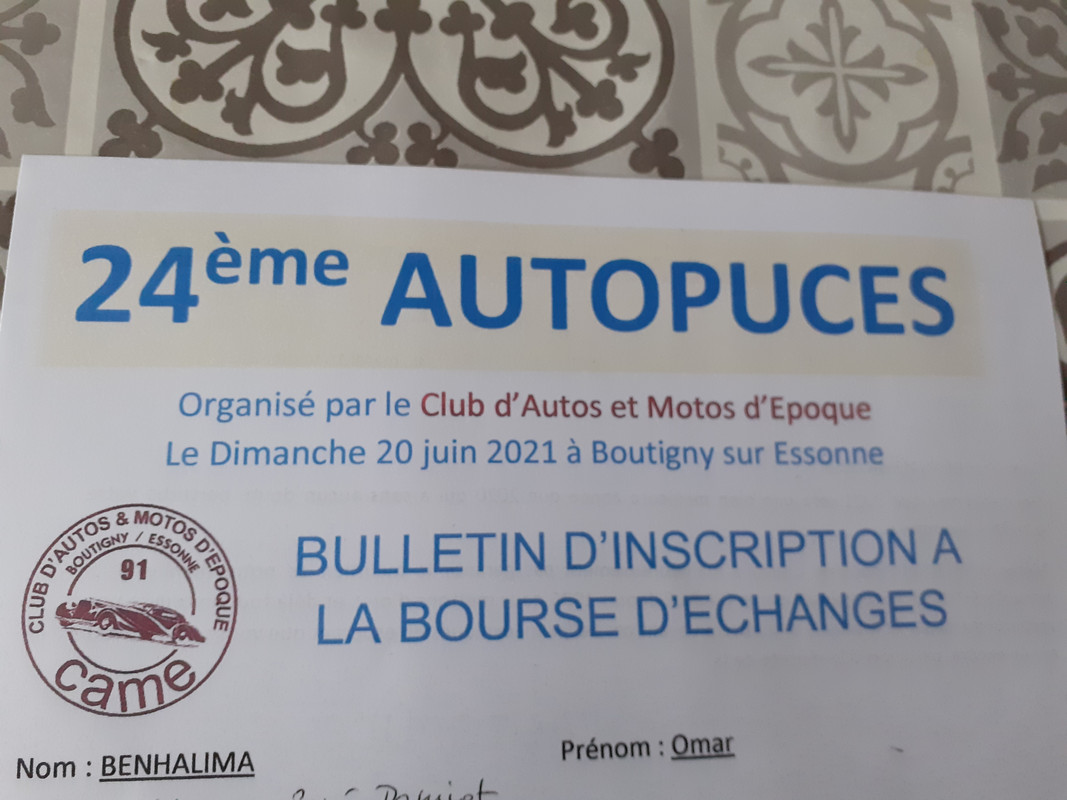 24ème AUTOPUCES
Organisé par le Club d'Autos et Motos d'Epoque
Le Dimanche 20 juin 2021 à Boutigny sur Essonne
CLUB D'AUTOS & MOTOS D'EPOQUE
BOUTIGNY / ESSONNE
91
came
BULLETIN D'INSCRIPTION A
LA BOURSE D'ECHANGES
Nom : BENHALIMA
Prénom : Omar